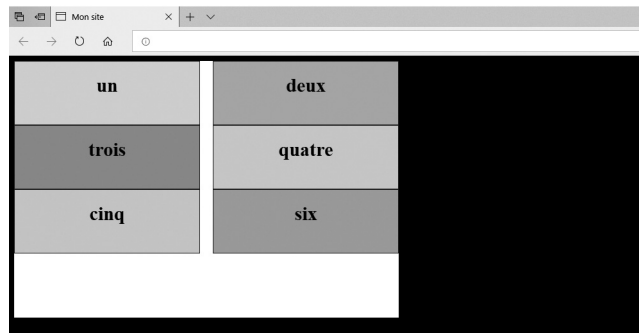 Mon site
un
deux
trois
quatre
cinq
six